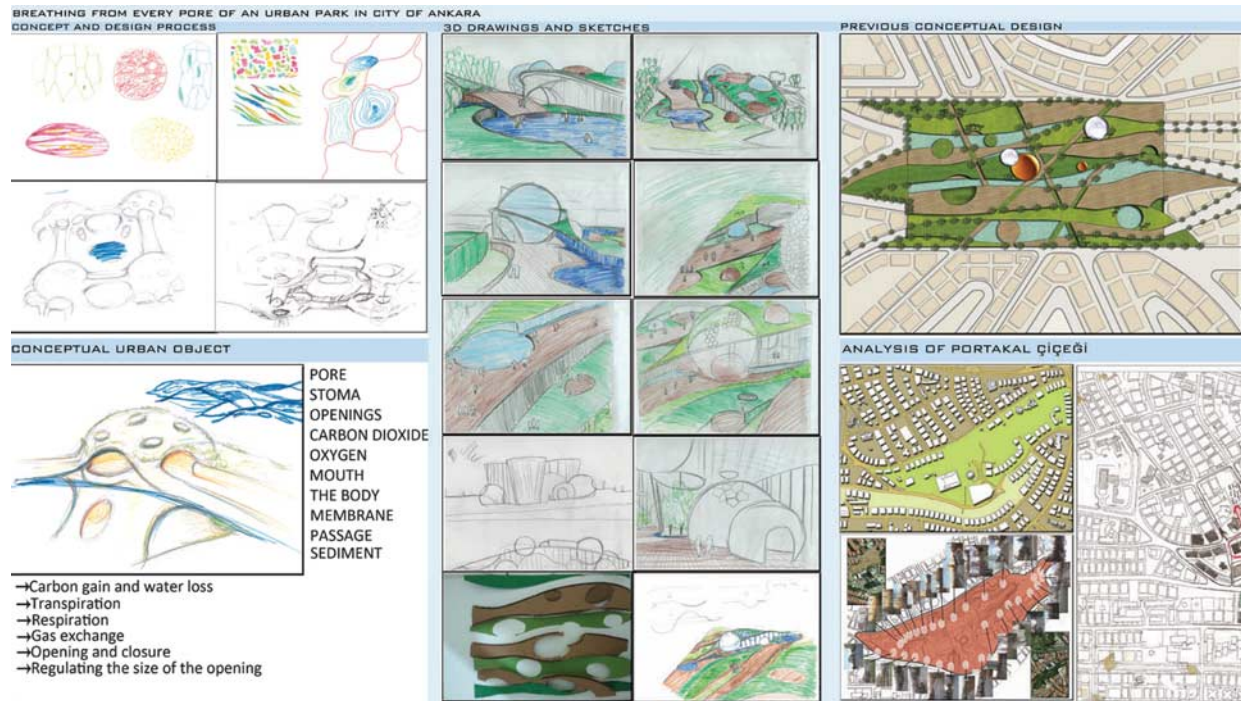 BREATHING FROM EVERY PORE OF AN URBAN PARK IN CITY OF ANKARA
CONCEPT AND DESIGN PROCESS
3D DRAWINGS AND SKETCHES
PREVIOUS CONCEPTUAL DESIGN
CONCEPTUAL URBAN OBJECT
PORE
STOMA
OPENINGS
CARBON DIOXIDE
OXYGEN
MOUTH
THE BODY
MEMBRANE
PASSAGE
SEDIMENT
→Carbon gain and water loss
→Transpiration
→Respiration
→Gas exchange
→Opening and closure
→Regulating the size of the opening
ANALYSIS OF PORTAKAL ÇİÇEĞİ